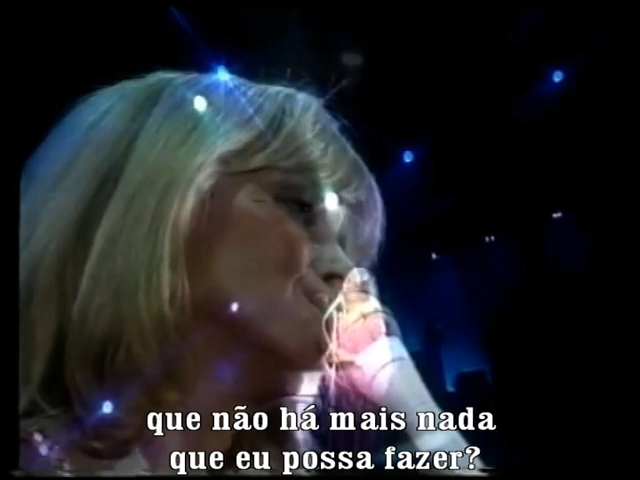 que não há mais nada
que eu possa fazer?